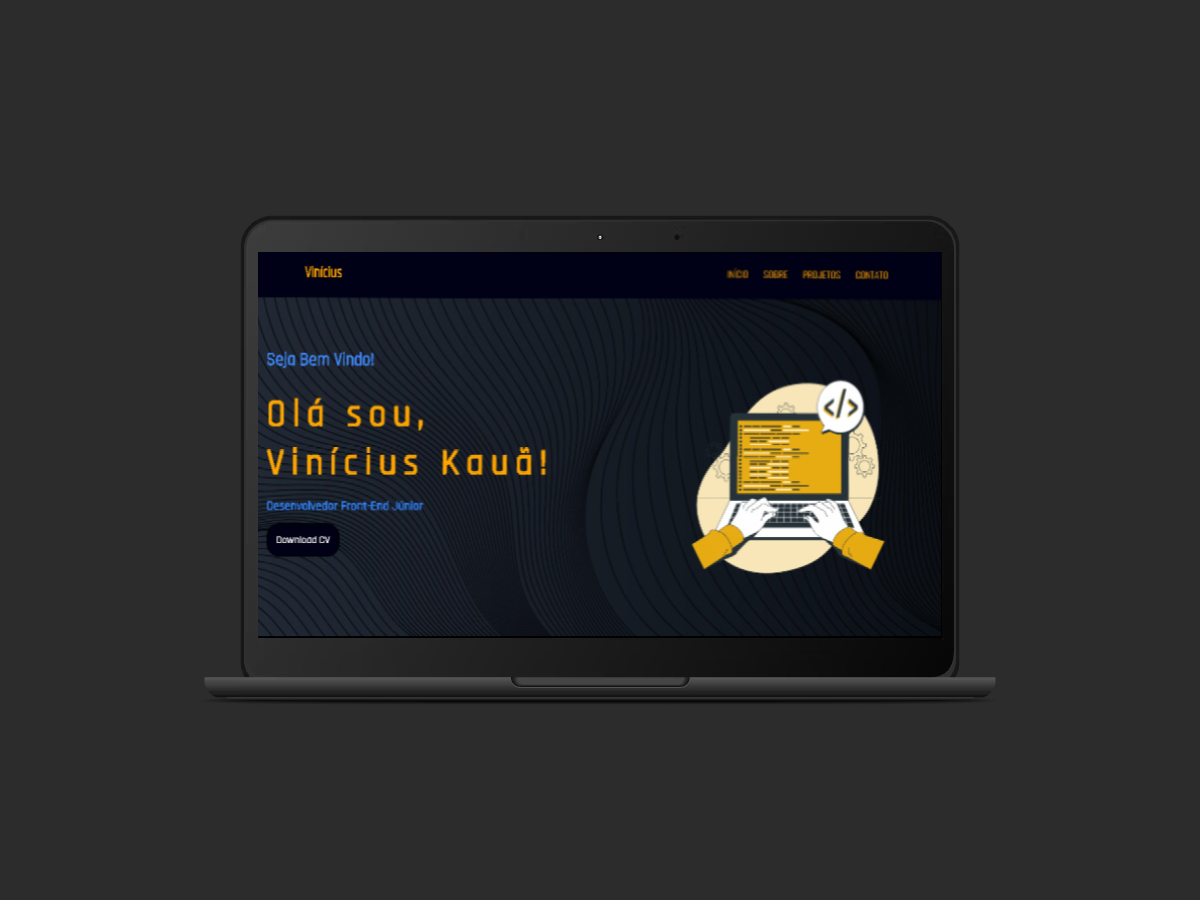 Vinícius
INÍCIO SOBRE PROJETOS CONTATO
Seja Bem Vindo!
Olá sou,
Vinícius Kauã!
Desenvolvedor Front-End Júnior
Download CV
</>